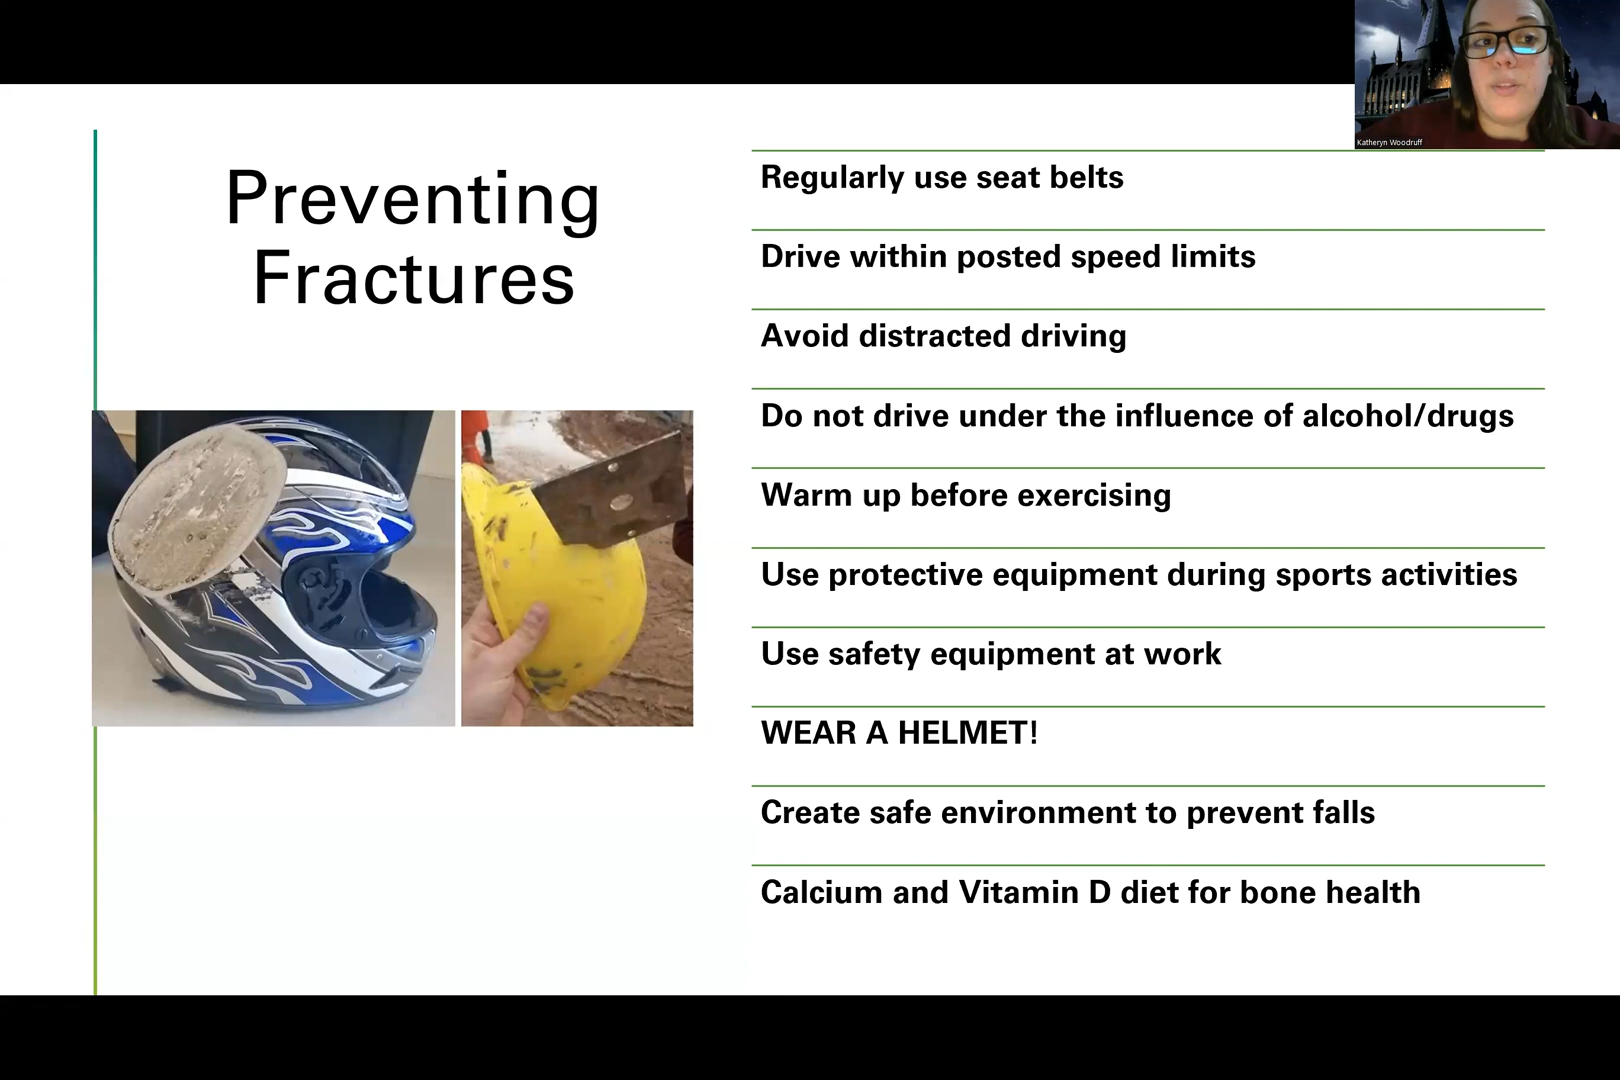 Katheryn Woodruff
Preventing
Fractures
Regularly use seat belts
Drive within posted speed limits
Avoid distracted driving
Do not drive under the influence of alcohol/drugs
Warm up before exercising
Use protective equipment during sports activities
Use safety equipment at work
WEAR A HELMET!
Create safe environment to prevent falls
Calcium and Vitamin D diet for bone health